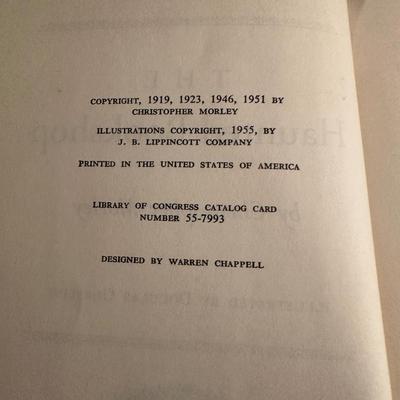 COPYRIGHT, 1919, 1923, 1946, 1951 BY
CHRISTOPHER MORLEY
ILLUSTRATIONS COPYRIGHT, 1955, BY
J. B. LIPPINCOTT COMPANY
PRINTED IN THE UNITED STATES OF AMERICA
LIBRARY OF CONGRESS CATALOG CARD
NUMBER 55-7993
DESIGNED BY WARREN CHAPPELL